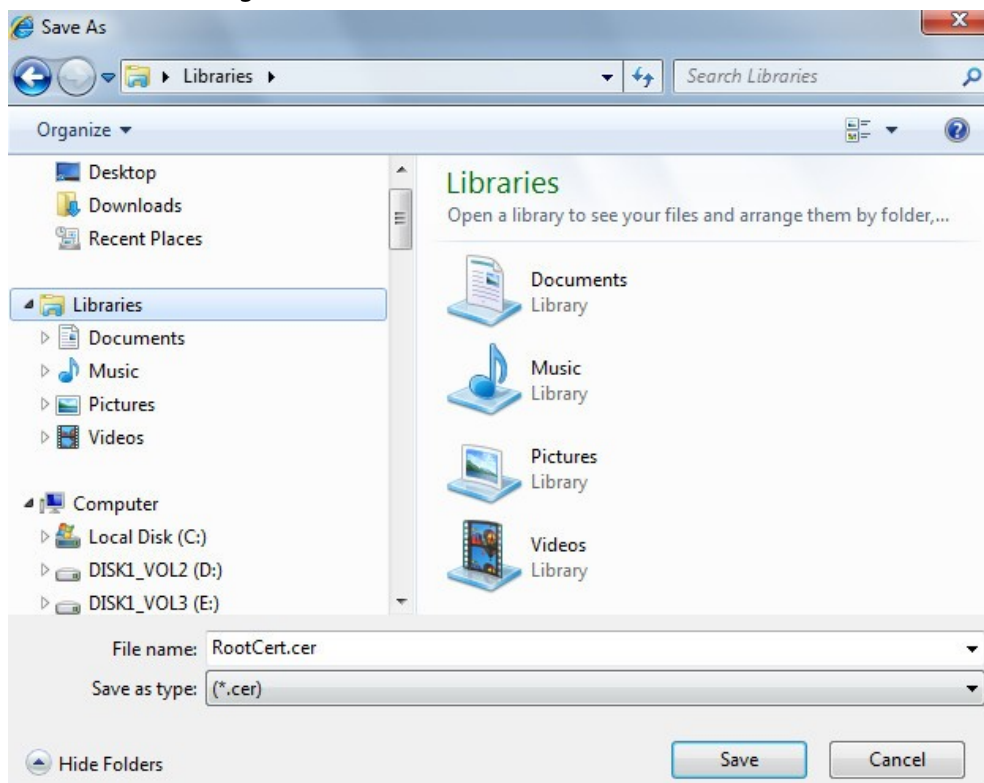 Save As
Libraries
Search Libraries
Organize
Desktop
Downloads
Recent Places
Libraries
Documents
Music
Pictures
Videos
Computer
Local Disk (C:)
DISK1_VOL2 (D:)
DISK1_VOL3 (E:)
Libraries
Open a library to see your files and arrange them by folder,...
Documents
Library
Music
Library
Pictures
Library
Videos
Library
File name: RootCert.cer
Save as type: (*.cer)
Hide Folders
Save
Cancel